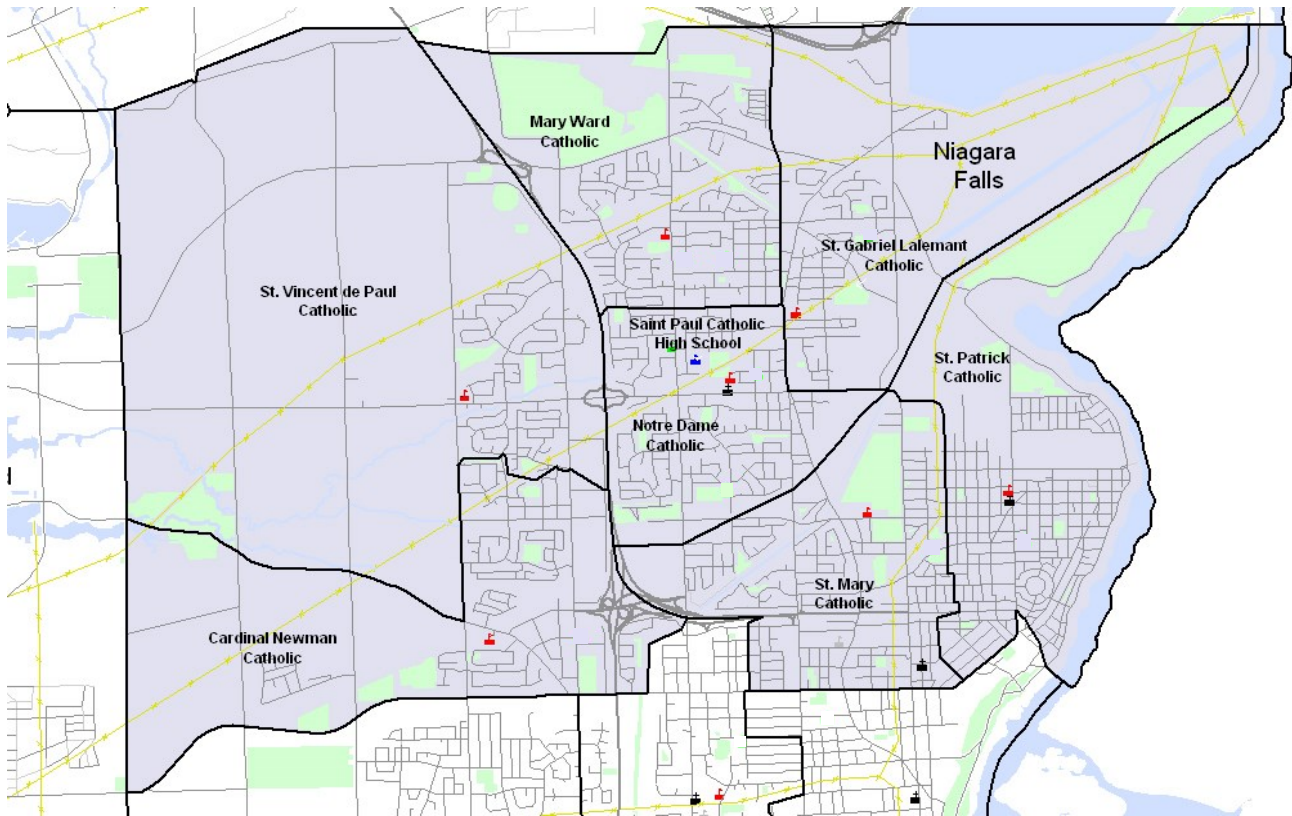 Mary Ward
Catholic
Niagara
Falls
St. Gabriel Lalemant
Catholic
St. Vincent de Paul
Catholic
Saint Paul Catholic
High School
St. Patrick
Catholic
Notre Dame
Catholic
St. Mary
Catholic
Cardinal Newman
Catholic